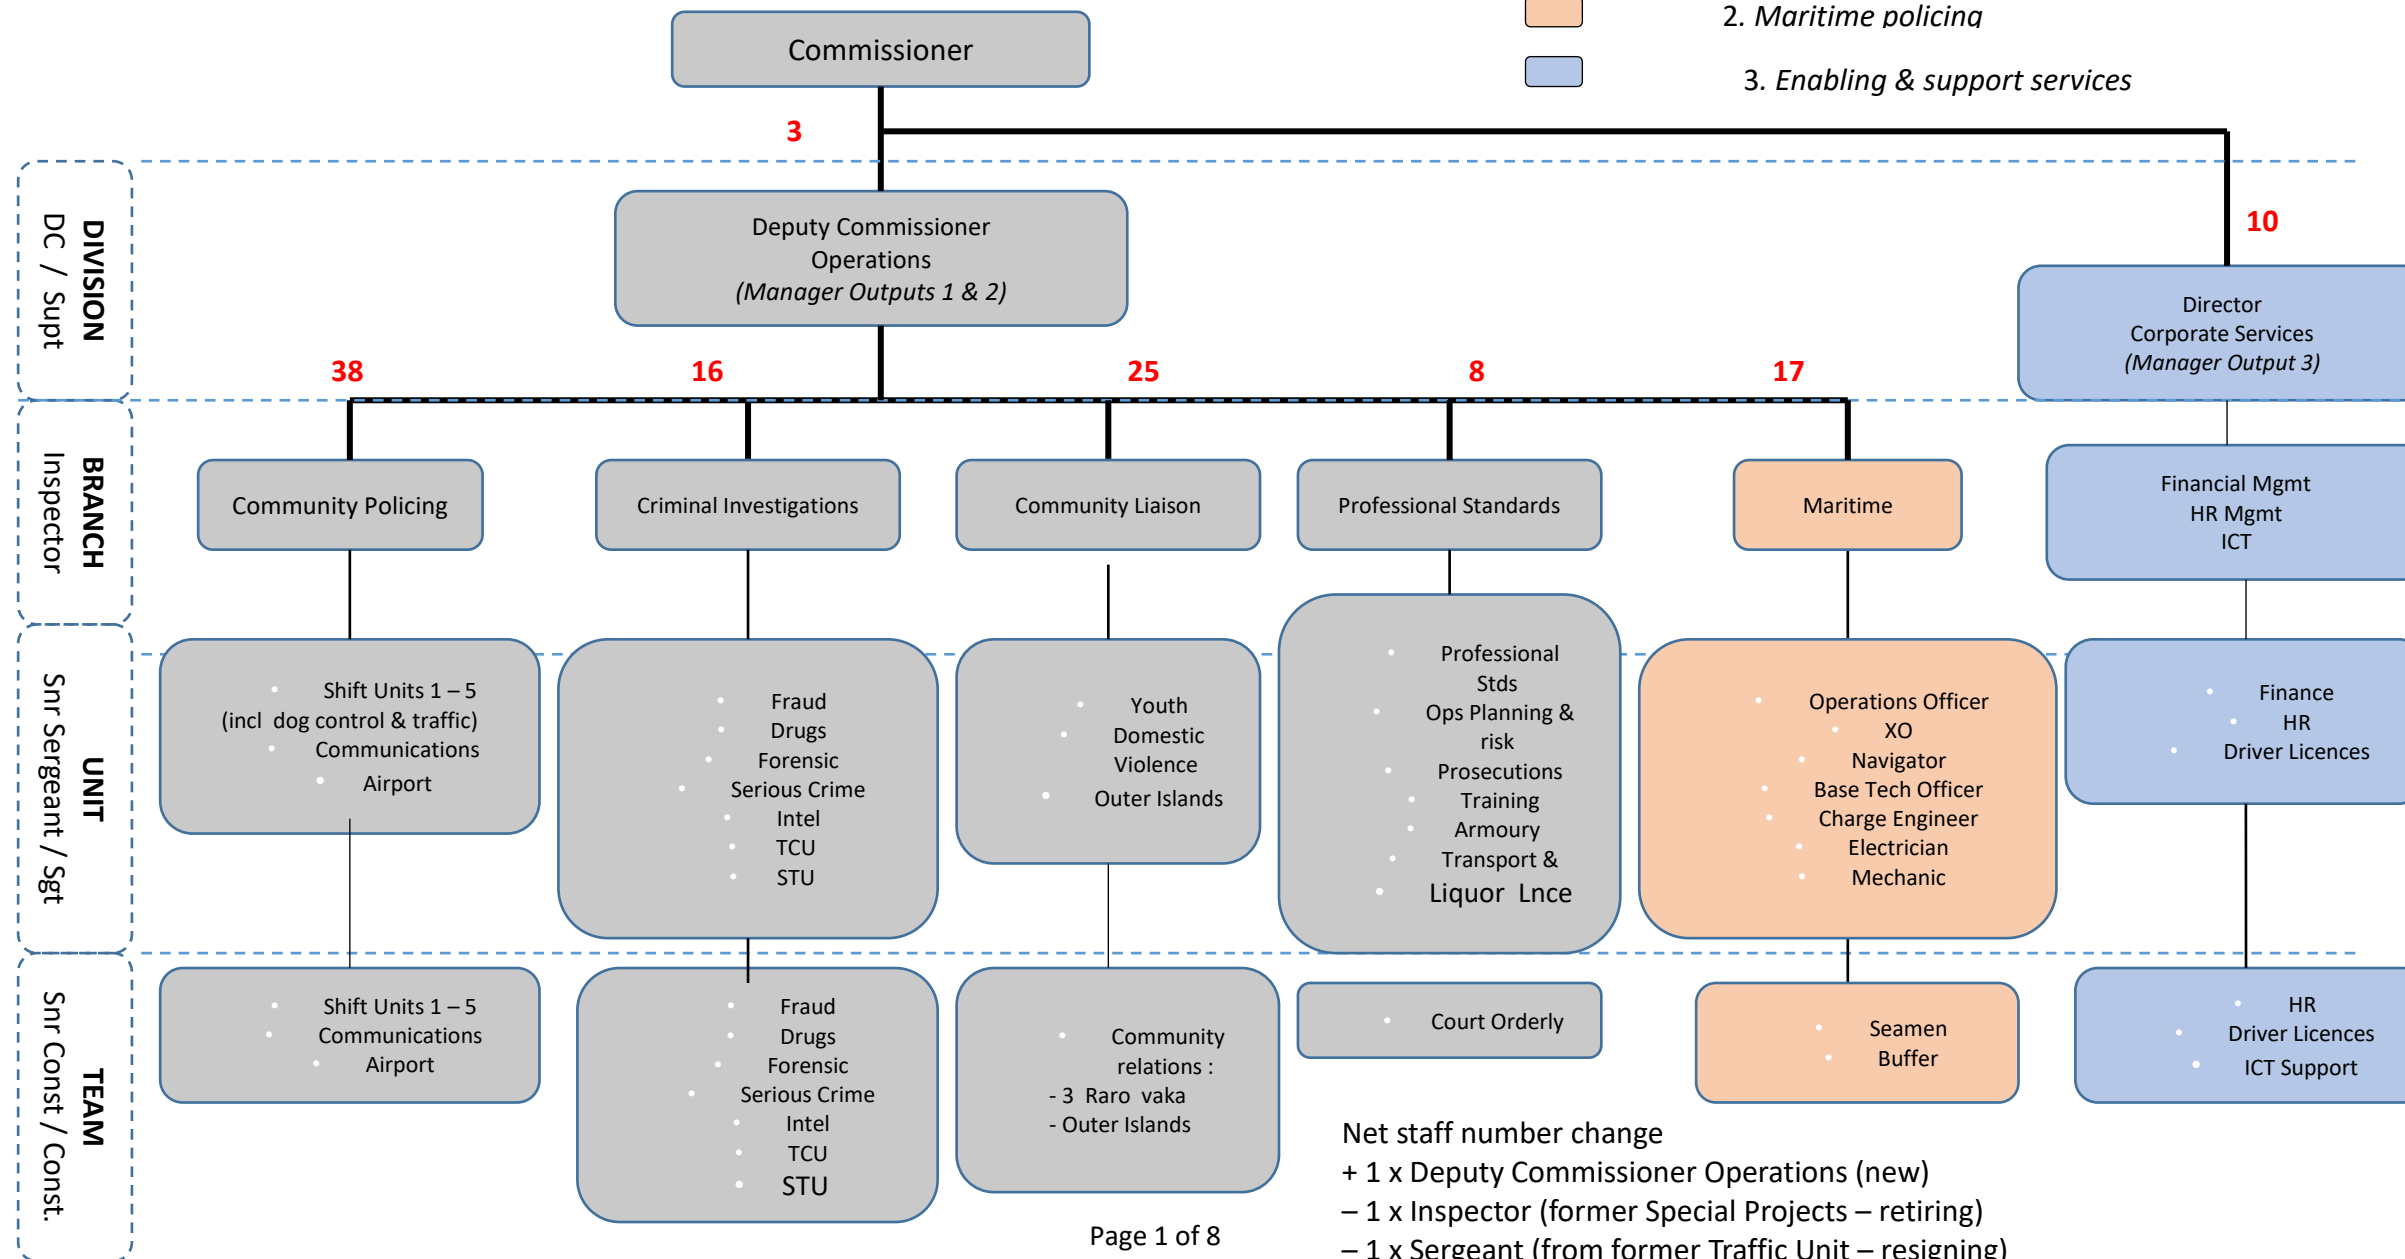 Commissioner
2. Maritime policing
3. Enabling & support services
3
10
DIVISION
DC / Supt
Deputy Commissioner
Operations
(Manager Outputs 1 & 2)
Director
Corporate Services
(Manager Output 3)
38
16
25
8
17
BRANCH
Inspector
Community Policing
Criminal Investigations
Community Liaison
Professional Standards
Maritime
Financial Mgmt
HR Mgmt
ICT
UNIT
Snr Sergeant / Sgt
• Shift Units 1 – 5
(incl dog control & traffic)
• Communications
• Airport
• Fraud
• Drugs
• Forensic
• Serious Crime
• Intel
• TCU
• STU
• Youth
• Domestic
Violence
• Outer Islands
• Professional
Stds
• Ops Planning &
risk
• Prosecutions
• Training
• Armoury
• Transport &
• Liquor Lnce
• Operations Officer
• XO
• Navigator
• Base Tech Officer
• Charge Engineer
• Electrician
• Mechanic
• Finance
• HR
• Driver Licences
TEAM
Snr Const / Const.
• Shift Units 1 – 5
• Communications
• Airport
• Fraud
• Drugs
• Forensic
• Serious Crime
• Intel
• TCU
• STU
• Community
relations :
- 3 Raro vaka
- Outer Islands
• Court Orderly
• Seamen
• Buffer
• HR
• Driver Licences
• ICT Support
Net staff number change
+ 1 x Deputy Commissioner Operations (new)
– 1 x Inspector (former Special Projects – retiring)
– 1 x Sergeant (from former Traffic Unit – resigning)
Page 1 of 8